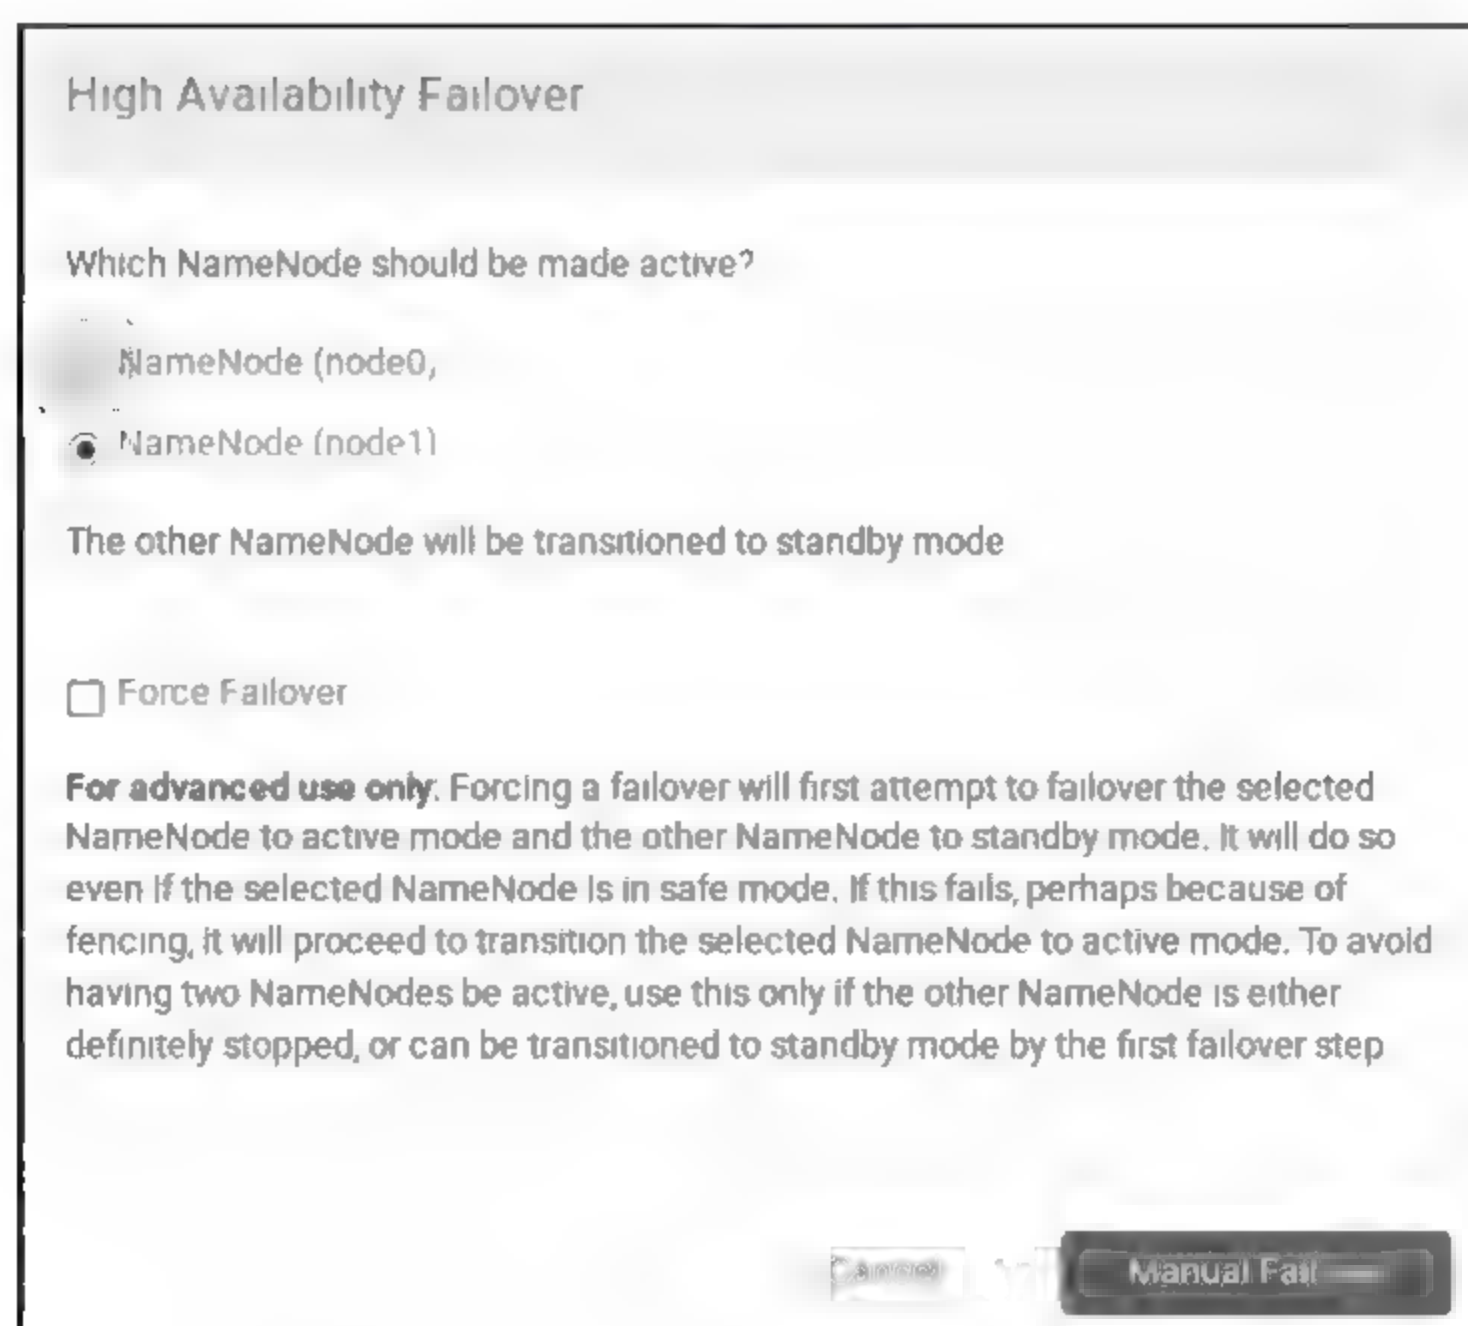 High Availability Failover
Which NameNode should be made active?
NameNode (node0,
NameNode (node1)
The other NameNode will be transitioned to standby mode
Force Failover
For advanced use only. Forcing a failover will first attempt to failover the selected
NameNode to active mode and the other NameNode to standby mode. It will do so
even if the selected NameNode is in safe mode. If this fails, perhaps because of
fencing, it will proceed to transition the selected NameNode to active mode. To avoid
having two NameNodes be active, use this only if the other NameNode is either
definitely stopped, or can be transitioned to standby mode by the first failover step
Cancel Manual